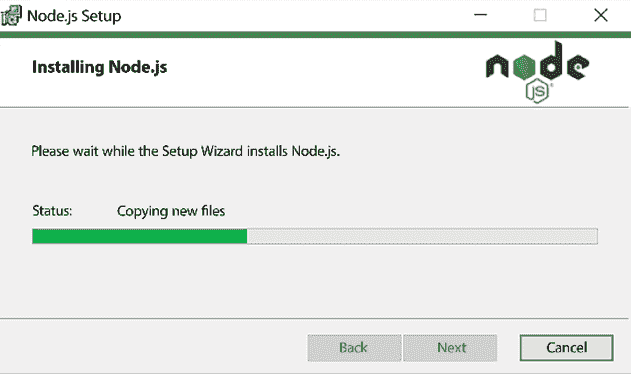 Node.js Setup
Installing Node.js
node
JS
Please wait while the Setup Wizard installs Node.js.
Status: Copying new files
Back Next Cancel